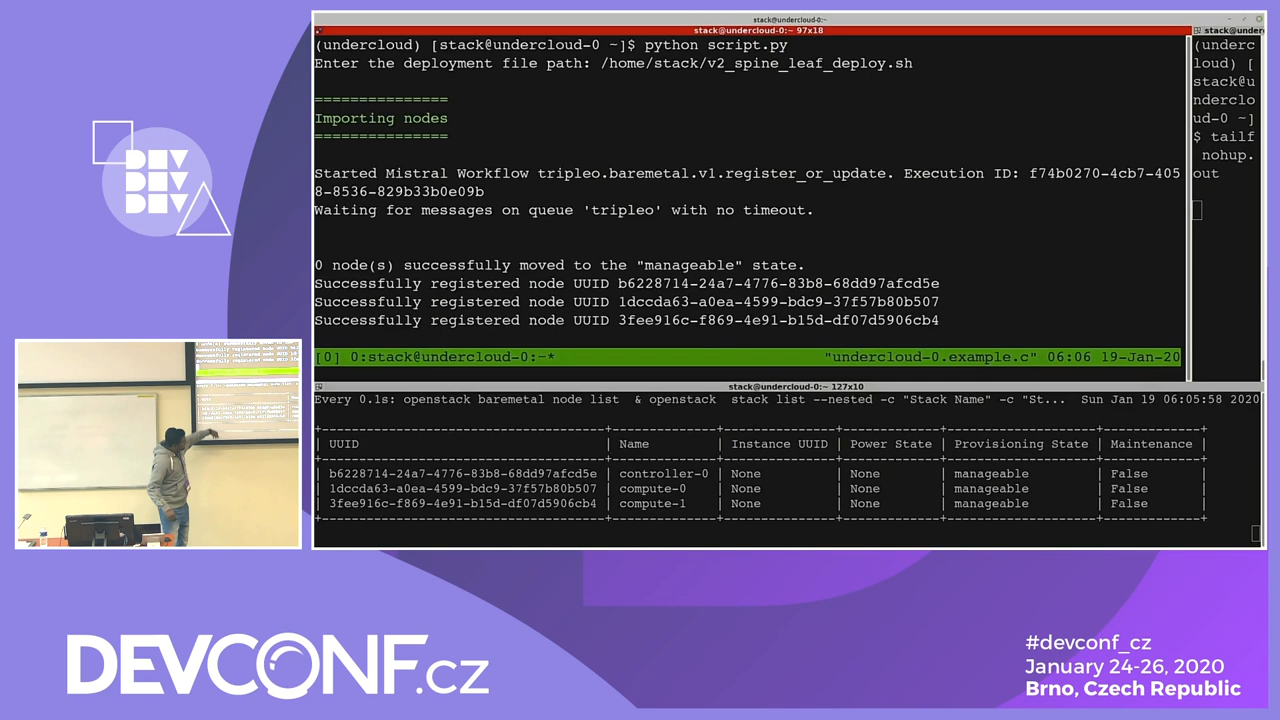 stack@undercloud-0:~
stack@undercloud-0:~ 97x18
(undercloud) [stack@undercloud-0 ~]$ python script.py
Enter the deployment file path: /home/stack/v2_spine_leaf_deploy.sh
===============
Importing nodes
===============
Started Mistral Workflow tripleo.baremetal.v1.register_or_update. Execution ID: f74b0270-4cb7-405
8-8536-829b33b0e09b
Waiting for messages on queue 'tripleo' with no timeout.
0 node(s) successfully moved to the "manageable" state.
Successfully registered node UUID b6228714-24a7-4776-83b8-68dd97afcd5e
Successfully registered node UUID 1dccda63-a0ea-4599-bdc9-37f57b80b507
Successfully registered node UUID 3fee916c-f869-4e91-b15d-df07d5906cb4
[0] 0:stack@undercloud-0:~* "undercloud-0.example.c" 06:06 19-Jan-20
stack@under
(underc
loud) [
stack@u
nderclo
ud-0 ~]
$ tailf
nohup.
out
stack@undercloud-0:~ 127x10
Every 0.1s: openstack baremetal node list & openstack stack list --nested -c "Stack Name" -c "St... Sun Jan 19 06:05:58 2020
+---------------------------------------+--------------+---------------+-------------+--------------------+-------------+
| UUID | Name | Instance UUID | Power State | Provisioning State | Maintenance |
+---------------------------------------+--------------+---------------+-------------+--------------------+-------------+
| b6228714-24a7-4776-83b8-68dd97afcd5e | controller-0 | None | None | manageable | False |
| 1dccda63-a0ea-4599-bdc9-37f57b80b507 | compute-0 | None | None | manageable | False |
| 3fee916c-f869-4e91-b15d-df07d5906cb4 | compute-1 | None | None | manageable | False |
+---------------------------------------+--------------+---------------+-------------+--------------------+-------------+
DEV
DEV
DEV
DEVCONF.cz
#devconf_cz
January 24-26, 2020
Brno, Czech Republic